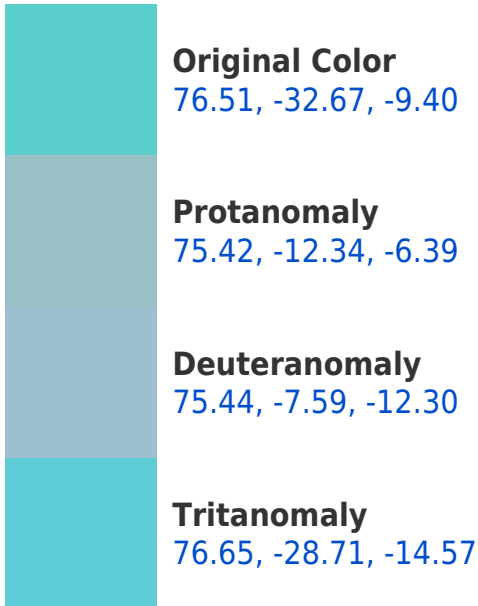 Original Color
76.51, -32.67, -9.40
Protanomaly
75.42, -12.34, -6.39
Deuteranomaly
75.44, -7.59, -12.30
Tritanomaly
76.65, -28.71, -14.57